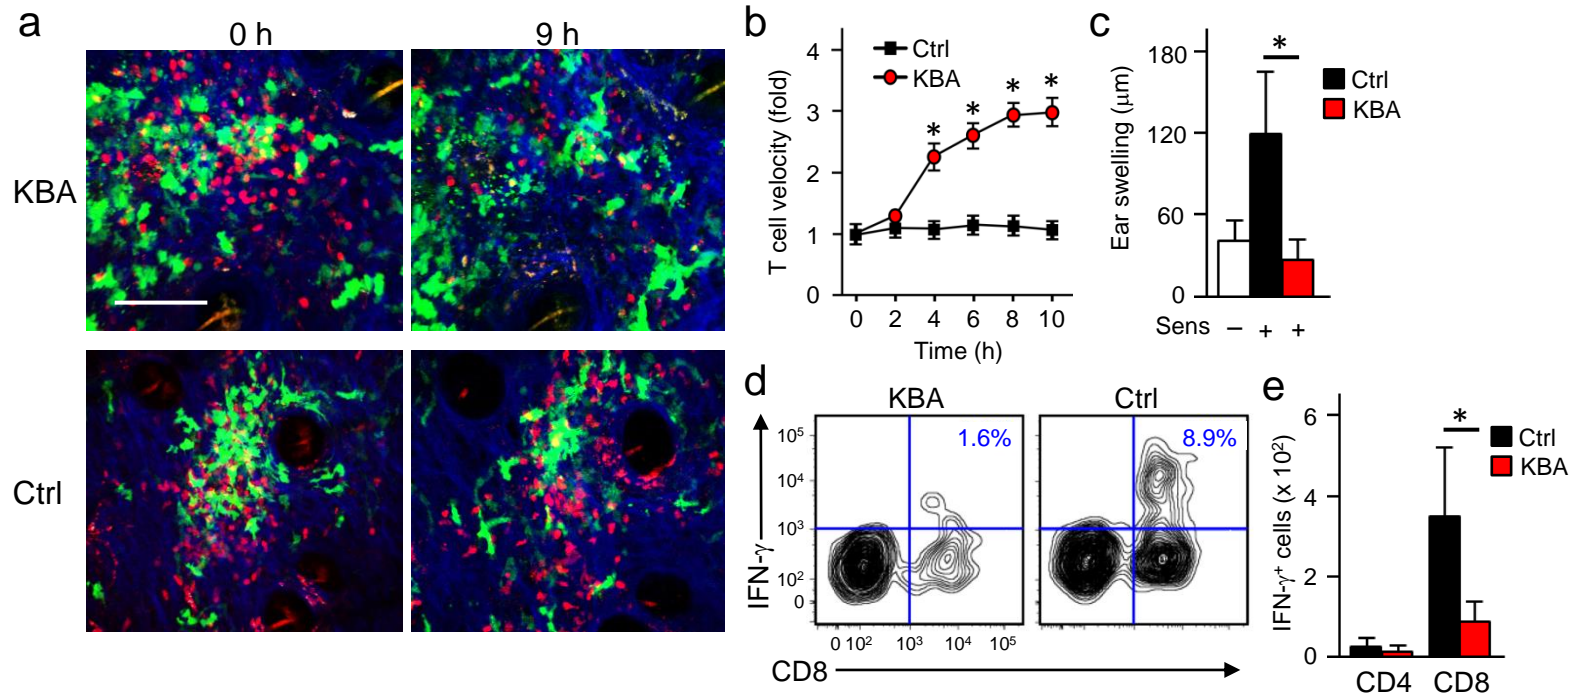 a
0 h
9 h
KBA
Ctrl
b
T cell velocity (fold)
4
3
2
1
0
Ctrl
KBA
*
*
*
*
0 2 4 6 8 10
Time (h)
c
Ear swelling (μm)
180
120
60
0
*
Ctrl
KBA
Sens – + +
d
KBA
Ctrl
IFN-γ
10⁵
10⁴
10³
10²
0
1.6%
8.9%
0 10² 10³ 10⁴ 10⁵
CD8
e
IFN-γ⁺ cells (x 10²)
6
4
2
0
*
Ctrl
KBA
CD4 CD8